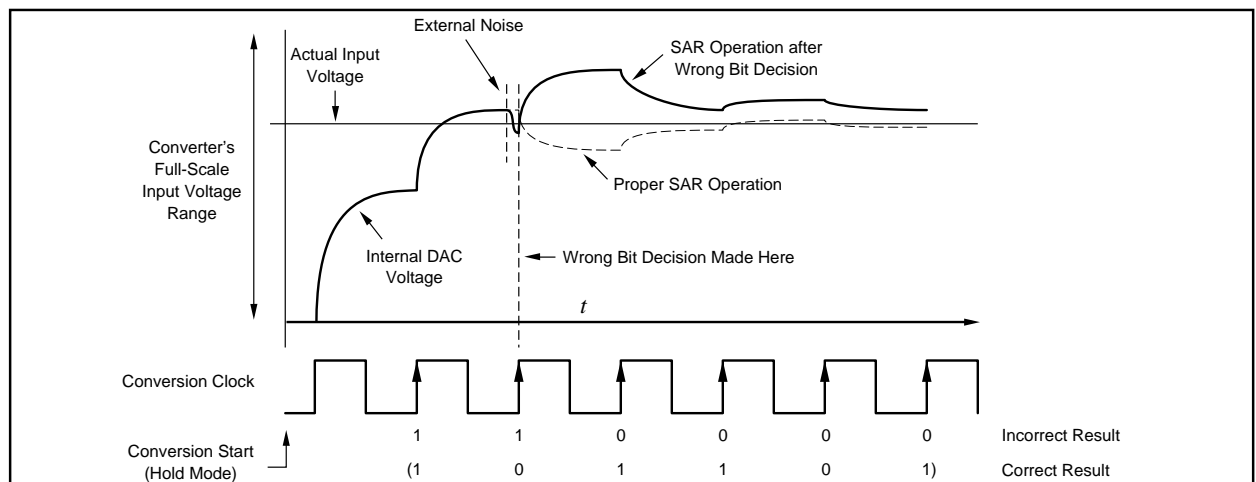 External Noise
Actual Input
Voltage
SAR Operation after
Wrong Bit Decision
Converter's
Full-Scale
Input Voltage
Range
Proper SAR Operation
Internal DAC
Voltage
Wrong Bit Decision Made Here
t
Conversion Clock
1 1 0 0 0 0 Incorrect Result
Conversion Start
(Hold Mode)
(1 0 1 1 0 1) Correct Result